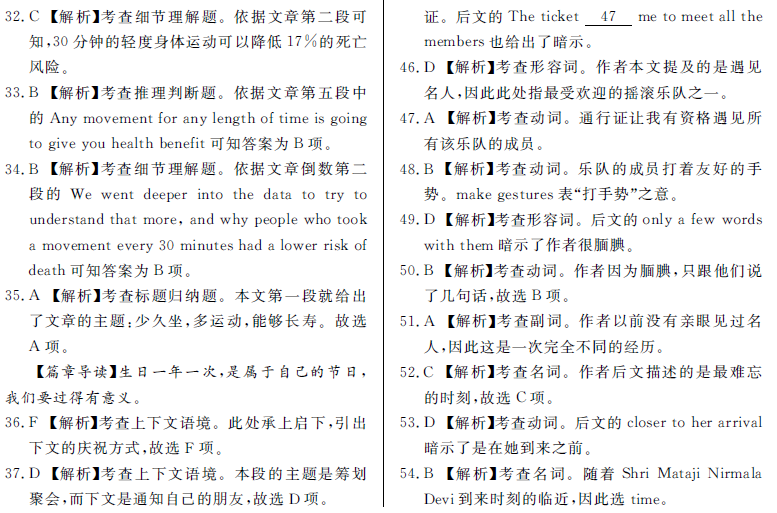 32. C 【解析】考查细节理解题。依据文章第二段可
知,30 分钟的轻度身体运动可以降低 17%的死亡
风险。
33. B 【解析】考查推理判断题。依据文章第五段中
的 Any movement for any length of time is going
to give you health benefit 可知答案为 B 项。
34. B 【解析】考查细节理解题。依据文章倒数第二
段的 We went deeper into the data to try to
understand that more, and why people who took
a movement every 30 minutes had a lower risk of
death 可知答案为 B 项。
35. A 【解析】考查标题归纳题。本文第一段就给出
了文章的主题:少久坐,多运动,能够长寿。故选
A 项。
【篇章导读】生日一年一次,是属于自己的节日,
我们要过得有意义。
36. F 【解析】考查上下文语境。此处承上启下,引出
下文的庆祝方式,故选 F 项。
37. D 【解析】考查上下文语境。本段的主题是筹划
聚会,而下文是通知自己的朋友,故选 D 项。
证。后文的 The ticket 47 me to meet all the
members 也给出了暗示。
46. D 【解析】考查形容词。作者本文提及的是遇见
名人,因此此处指最受欢迎的摇滚乐队之一。
47. A 【解析】考查动词。通行证让我有资格遇见所
有该乐队的成员。
48. B 【解析】考查动词。乐队的成员打着友好的手
势。make gestures 表“打手势”之意。
49. D 【解析】考查形容词。后文的 only a few words
with them 暗示了作者很腼腆。
50. B 【解析】考查动词。作者因为腼腆,只跟他们说
了几句话,故选 B 项。
51. A 【解析】考查副词。作者以前没有亲眼见过名
人,因此这是一次完全不同的经历。
52. C 【解析】考查名词。作者后文描述的是最难忘
的时刻,故选 C 项。
53. D 【解析】考查动词。后文的 closer to her arrival
暗示了是在她到来之前。
54. B 【解析】考查名词。随着 Shri Mataji Nirmala
Devi 到来时刻的临近,因此选 time。